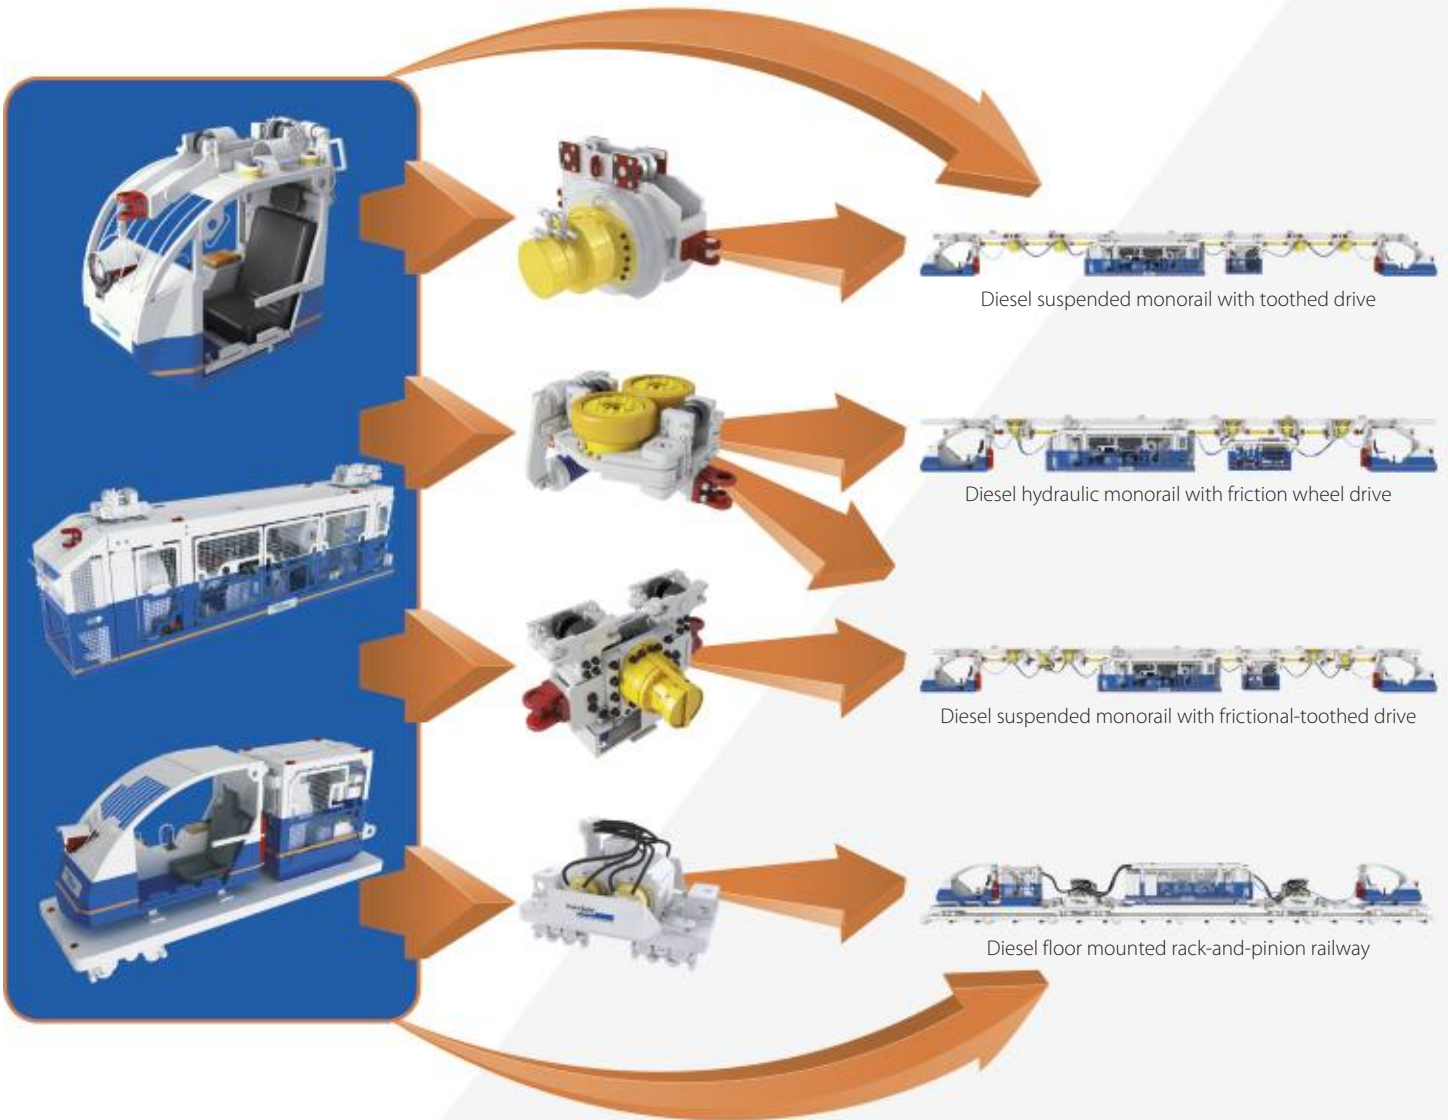 Diesel suspended monorail with toothed drive
Diesel hydraulic monorail with friction wheel drive
Diesel suspended monorail with frictional-toothed drive
Diesel floor mounted rack-and-pinion railway